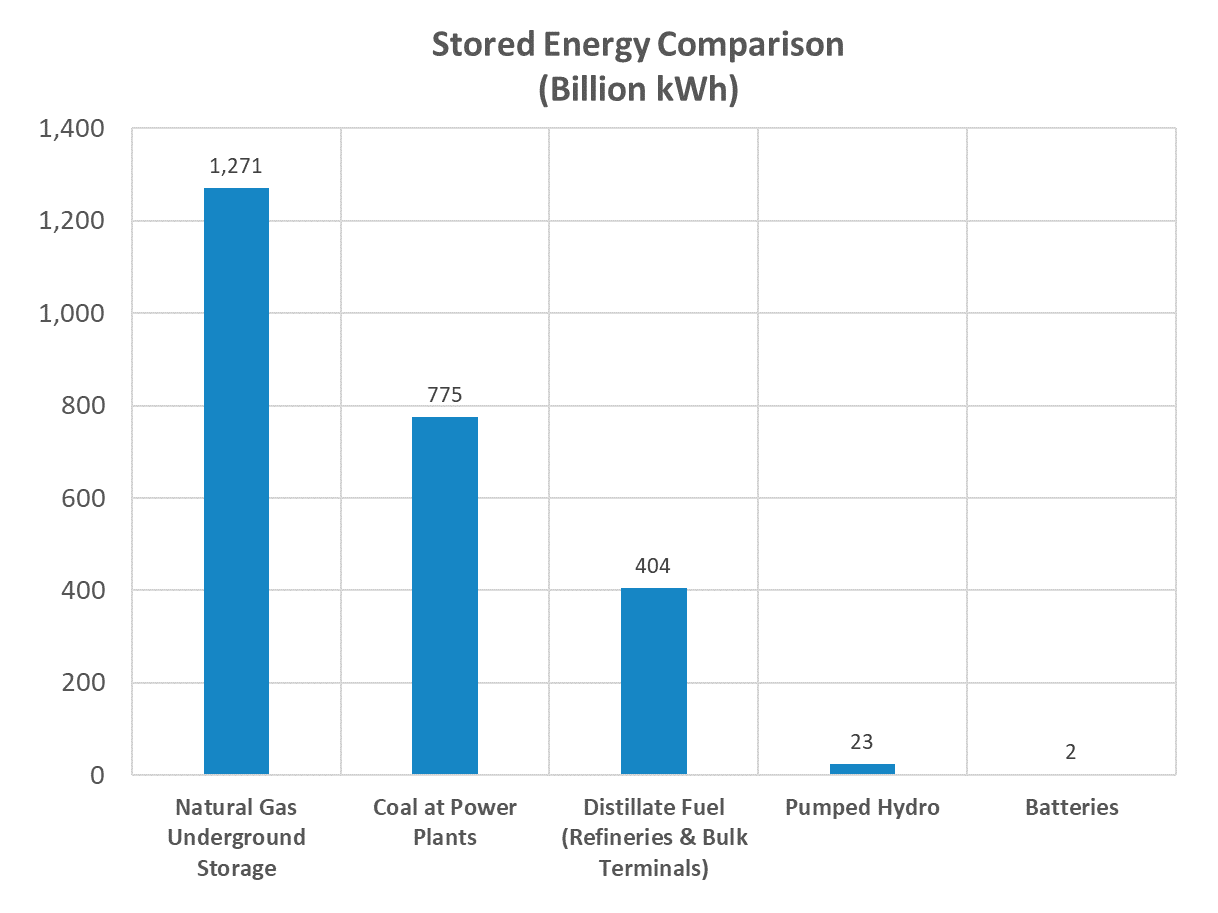 Stored Energy Comparison
(Billion kWh)
1,400
1,200
1,000
800
600
400
200
0
1,271
775
404
23
2
Natural Gas
Underground
Storage
Coal at Power
Plants
Distillate Fuel
(Refineries & Bulk
Terminals)
Pumped Hydro
Batteries